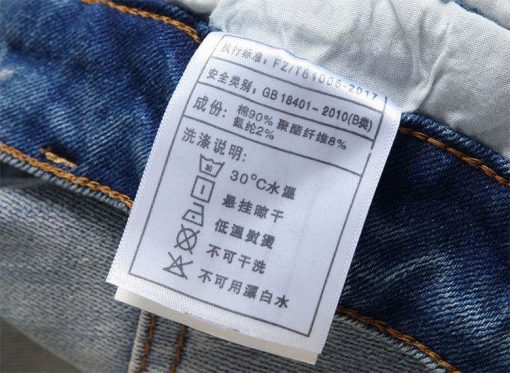 执行标准: FZ/T81006-2017
安全类别: GB 18401-2010(B类)
成份: 棉90% 聚酯纤维8%
氨纶2%
洗涤说明:
30
30°C水温
悬挂晾干
低温熨烫
不可干洗
不可用漂白水